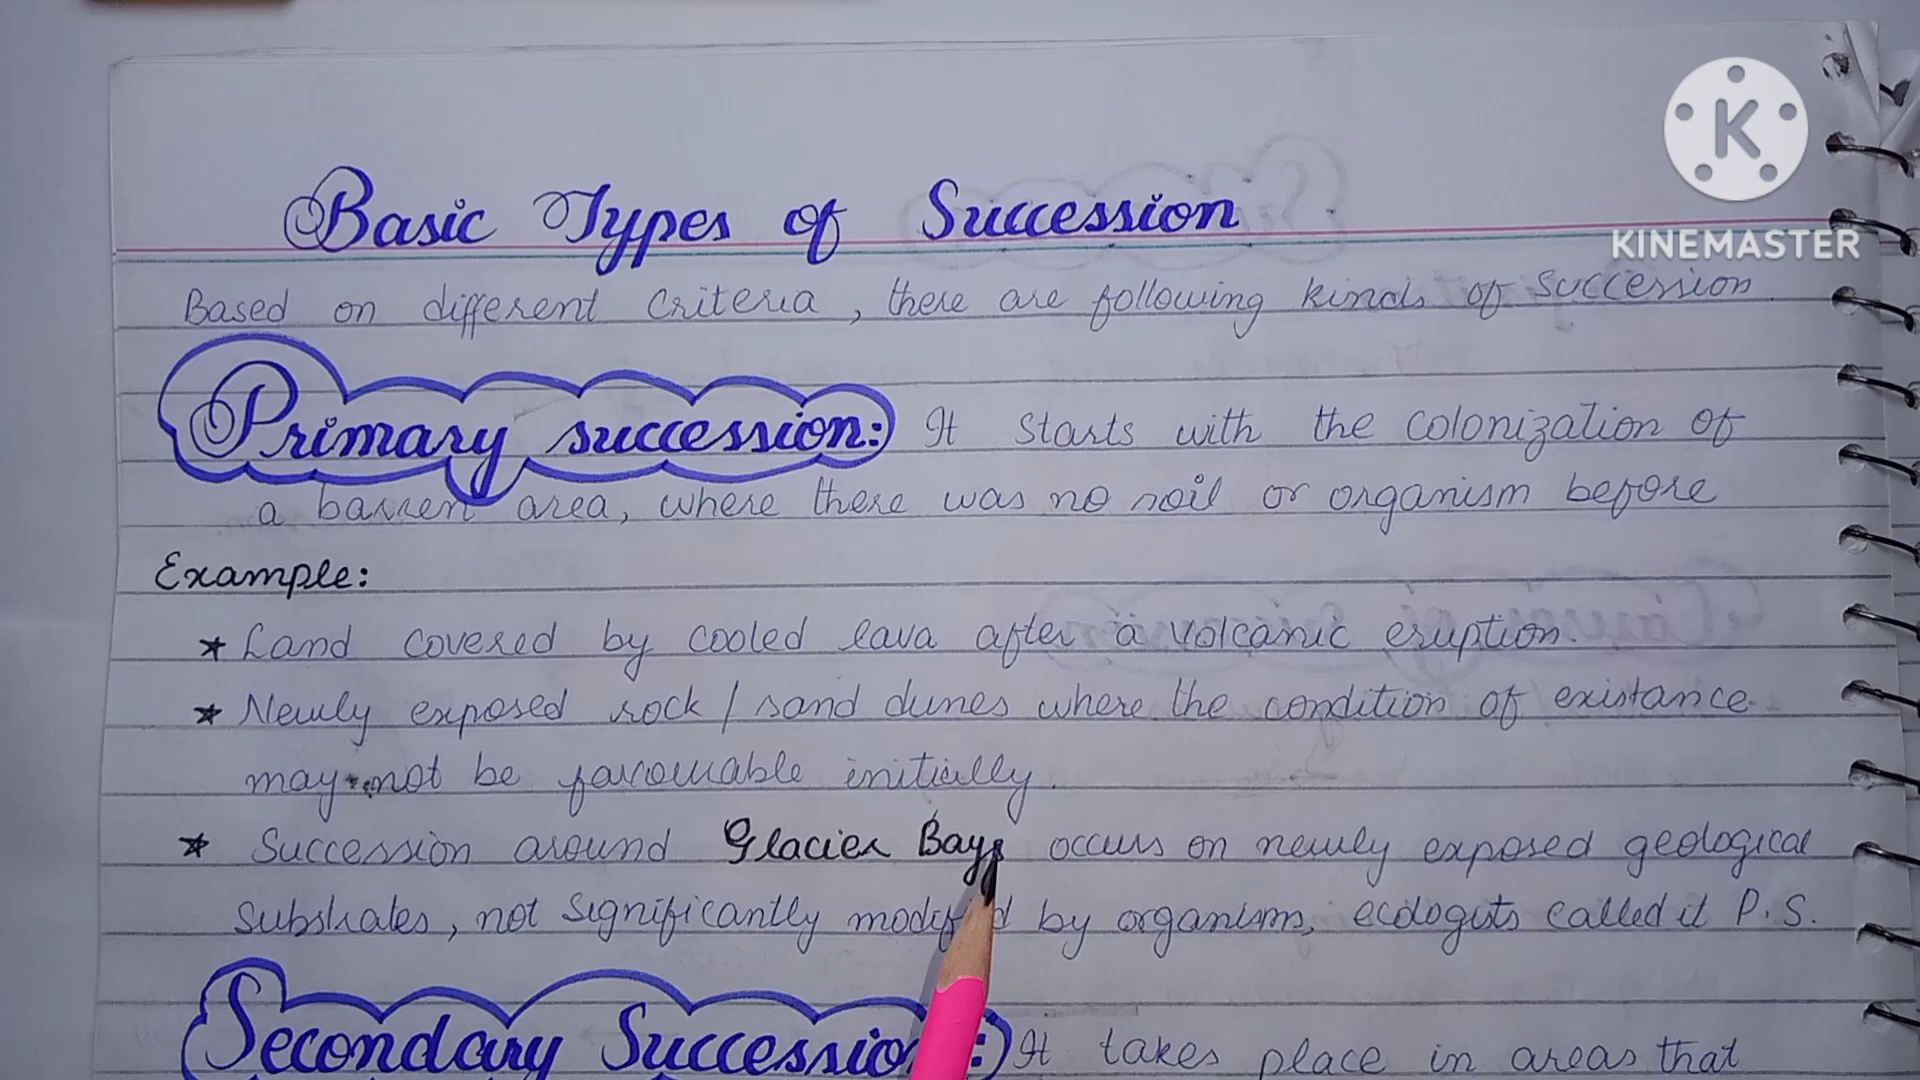 Basic Types of Succession
KINEMASTER
Based on different criteria, there are following kinds of succession
Primary succession: It starts with the colonization of
a barren area, where there was no soil or organism before
Example:
* Land covered by cooled lava after a volcanic eruption.
* Newly exposed rock / sand dunes where the condition of existance
may not be favourable initially.
* Succession around Glacier Bay, occurs on newly exposed geological
substrates, not significantly modified by organism, ecologists called it P.S.
Secondary Succession: It takes place in areas that